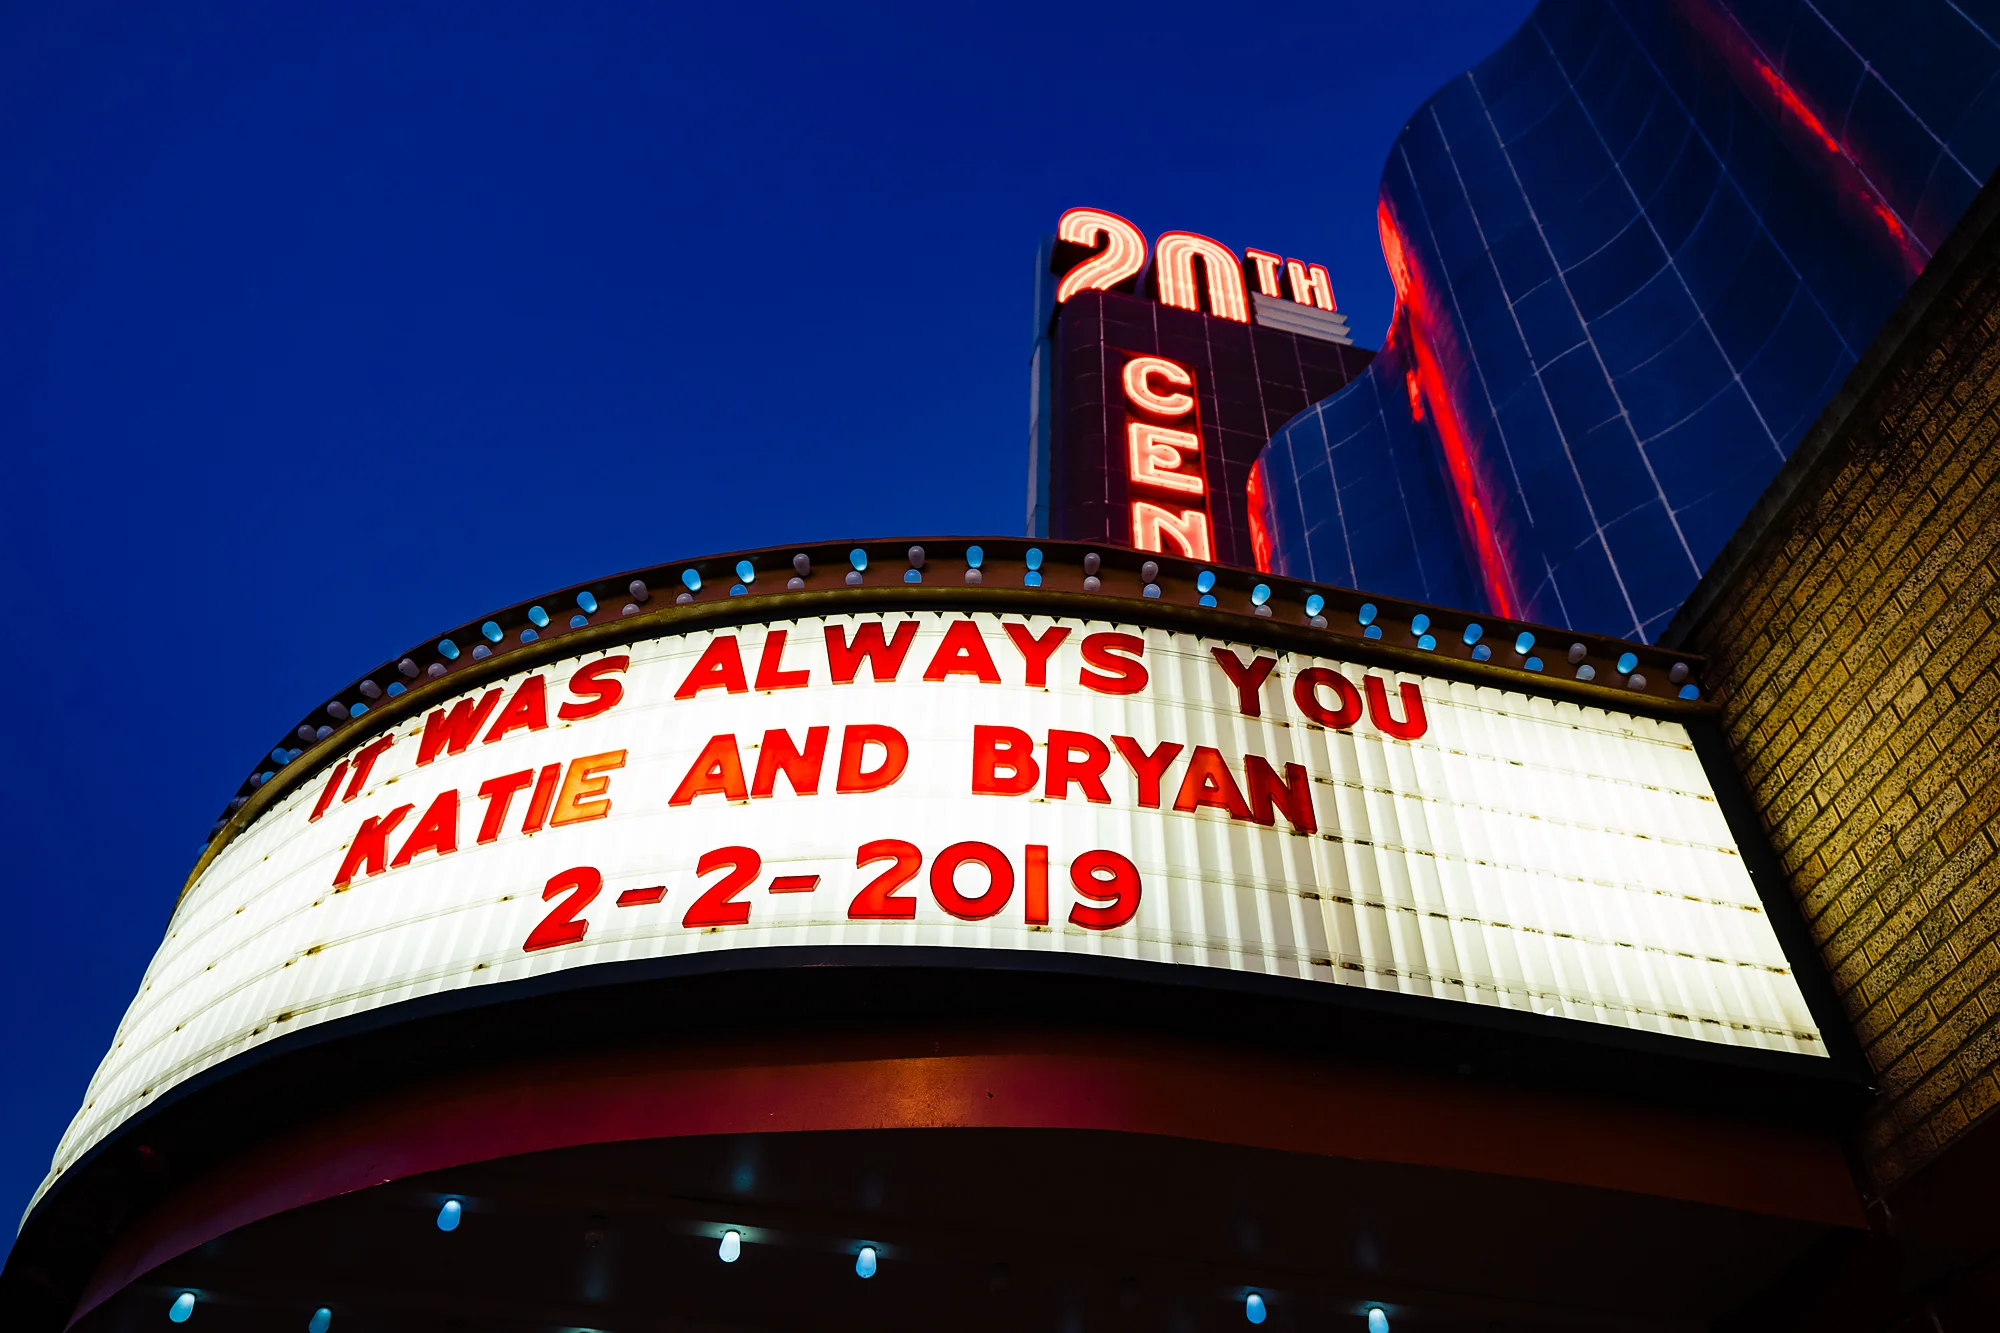 20TH
CEN
IT WAS ALWAYS YOU
KATIE AND BRYAN
2-2-2019